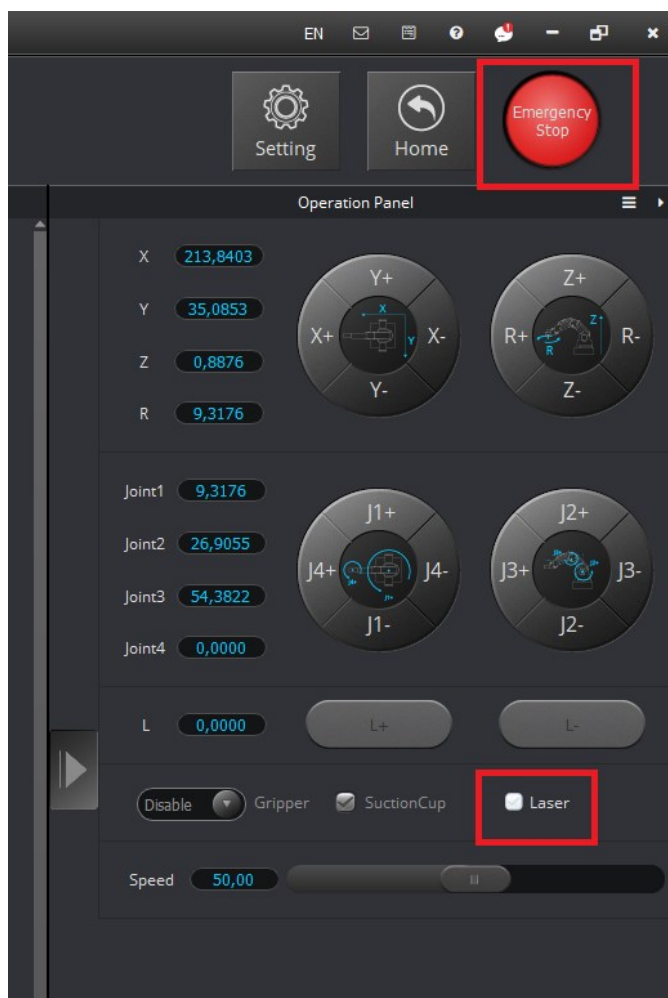 EN
Setting
Home
Emergency
Stop
Operation Panel
X 213,8403
Y 35,0853
Z 0,8876
R 9,3176
Y+
X+ X-
Y-
X
Y
Z+
R+ R-
Z-
Z
R
Joint1 9,3176
Joint2 26,9055
Joint3 54,3822
Joint4 0,0000
J1+
J4+ J4-
J1-
J2+
J3+ J3-
J2-
L 0,0000 L+ L-
Disable Gripper SuctionCup Laser
Speed 50,00